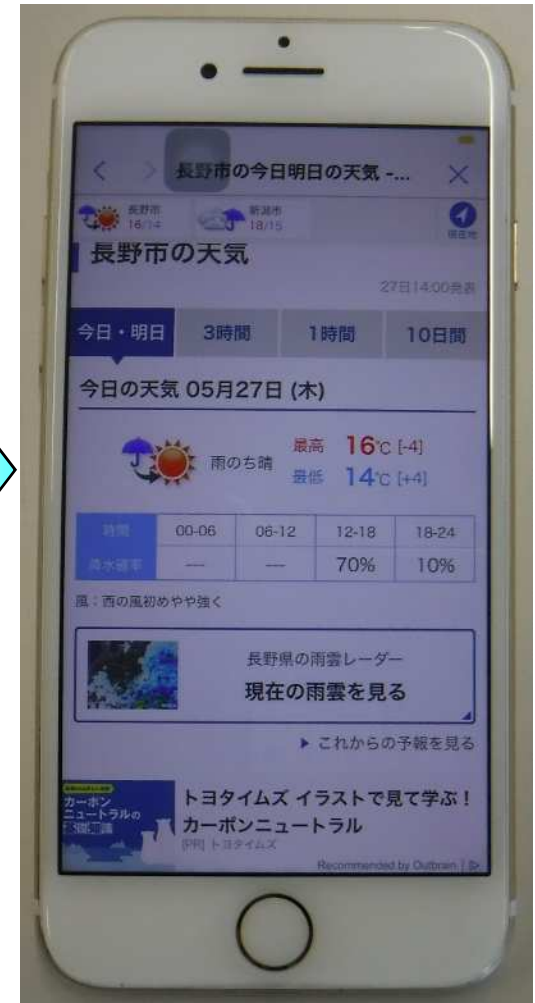 長野市の今日明日の天気 -...
長野市
16/14
新潟市
18/15
現在地
長野市の天気
27日14:00発表
今日・明日 3時間 1時間 10日間
今日の天気 05月27日 (木)
雨のち晴
最高 16℃ [-4]
最低 14℃ [+4]
時間 00-06 06-12 12-18 18-24
降水確率 --- --- 70% 10%
風:西の風初めやや強く
長野県の雨雲レーダー
現在の雨雲を見る
これからの予報を見る
カーボン
ニュートラルの
基礎知識
トヨタイムズ イラストで見て学ぶ!
カーボンニュートラル
[PR] トヨタイムズ
Recommended by Outbrain